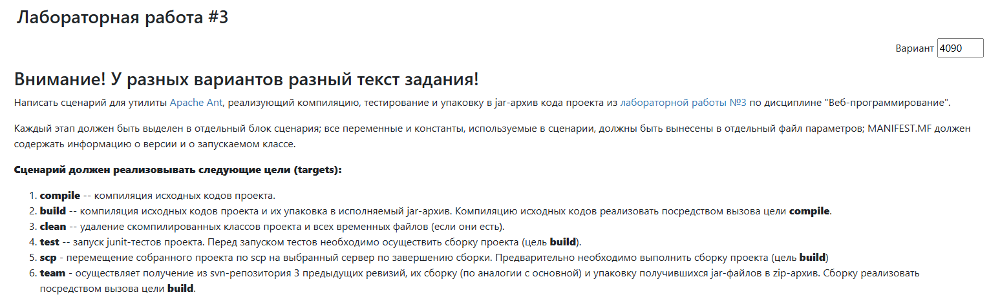 Лабораторная работа #3
Вариант 4090
Внимание! У разных вариантов разный текст задания!
Написать сценарий для утилиты Apache Ant, реализующий компиляцию, тестирование и упаковку в jar-архив кода проекта из лабораторной работы №3 по дисциплине "Веб-программирование".
Каждый этап должен быть выделен в отдельный блок сценария; все переменные и константы, используемые в сценарии, должны быть вынесены в отдельный файл параметров; MANIFEST.MF должен
содержать информацию о версии и о запускаемом классе.
Сценарий должен реализовывать следующие цели (targets):
1. compile -- компиляция исходных кодов проекта.
2. build -- компиляция исходных кодов проекта и их упаковка в исполняемый jar-архив. Компиляцию исходных кодов реализовать посредством вызова цели compile.
3. clean -- удаление скомпилированных классов проекта и всех временных файлов (если они есть).
4. test -- запуск junit-тестов проекта. Перед запуском тестов необходимо осуществить сборку проекта (цель build).
5. scp - перемещение собранного проекта по scp на выбранный сервер по завершению сборки. Предварительно необходимо выполнить сборку проекта (цель build)
6. team - осуществляет получение из svn-репозитория 3 предыдущих ревизий, их сборку (по аналогии с основной) и упаковку получившихся jar-файлов в zip-архив. Сборку реализовать
посредством вызова цели build.